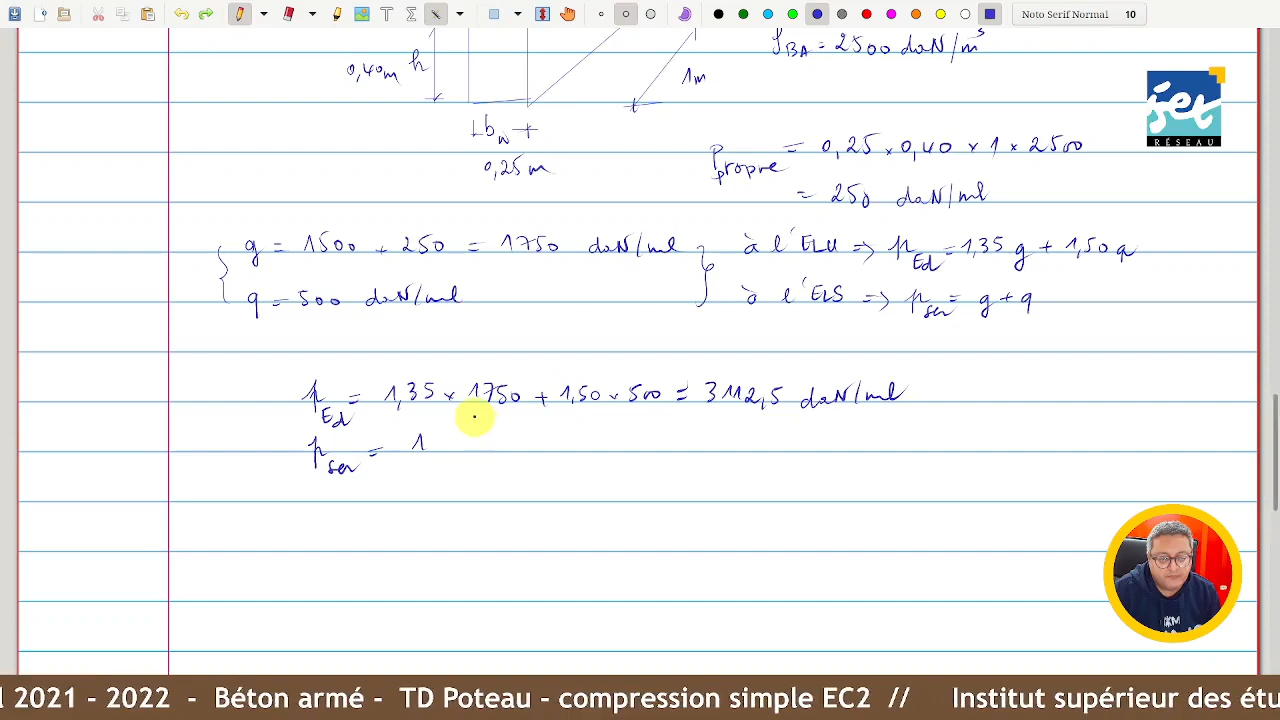 Noto Serif Normal 10
ρBA = 2500 daN/m³
0,40m h
1m
bw
0,25 m
iset
RÉSEAU
Ppropre = 0,25 × 0,40 × 1 × 2500
= 250 daN/ml
g = 1500 + 250 = 1750 daN/ml } à l'ELU => pEd = 1,35 g + 1,50 q
q = 500 daN/ml à l'ELS => pser = g + q
pEd = 1,35 × 1750 + 1,50 × 500 = 3112,5 daN/ml
pser = 1
l 2021 - 2022 - Béton armé - TD Poteau - compression simple EC2 // Institut supérieur des étu